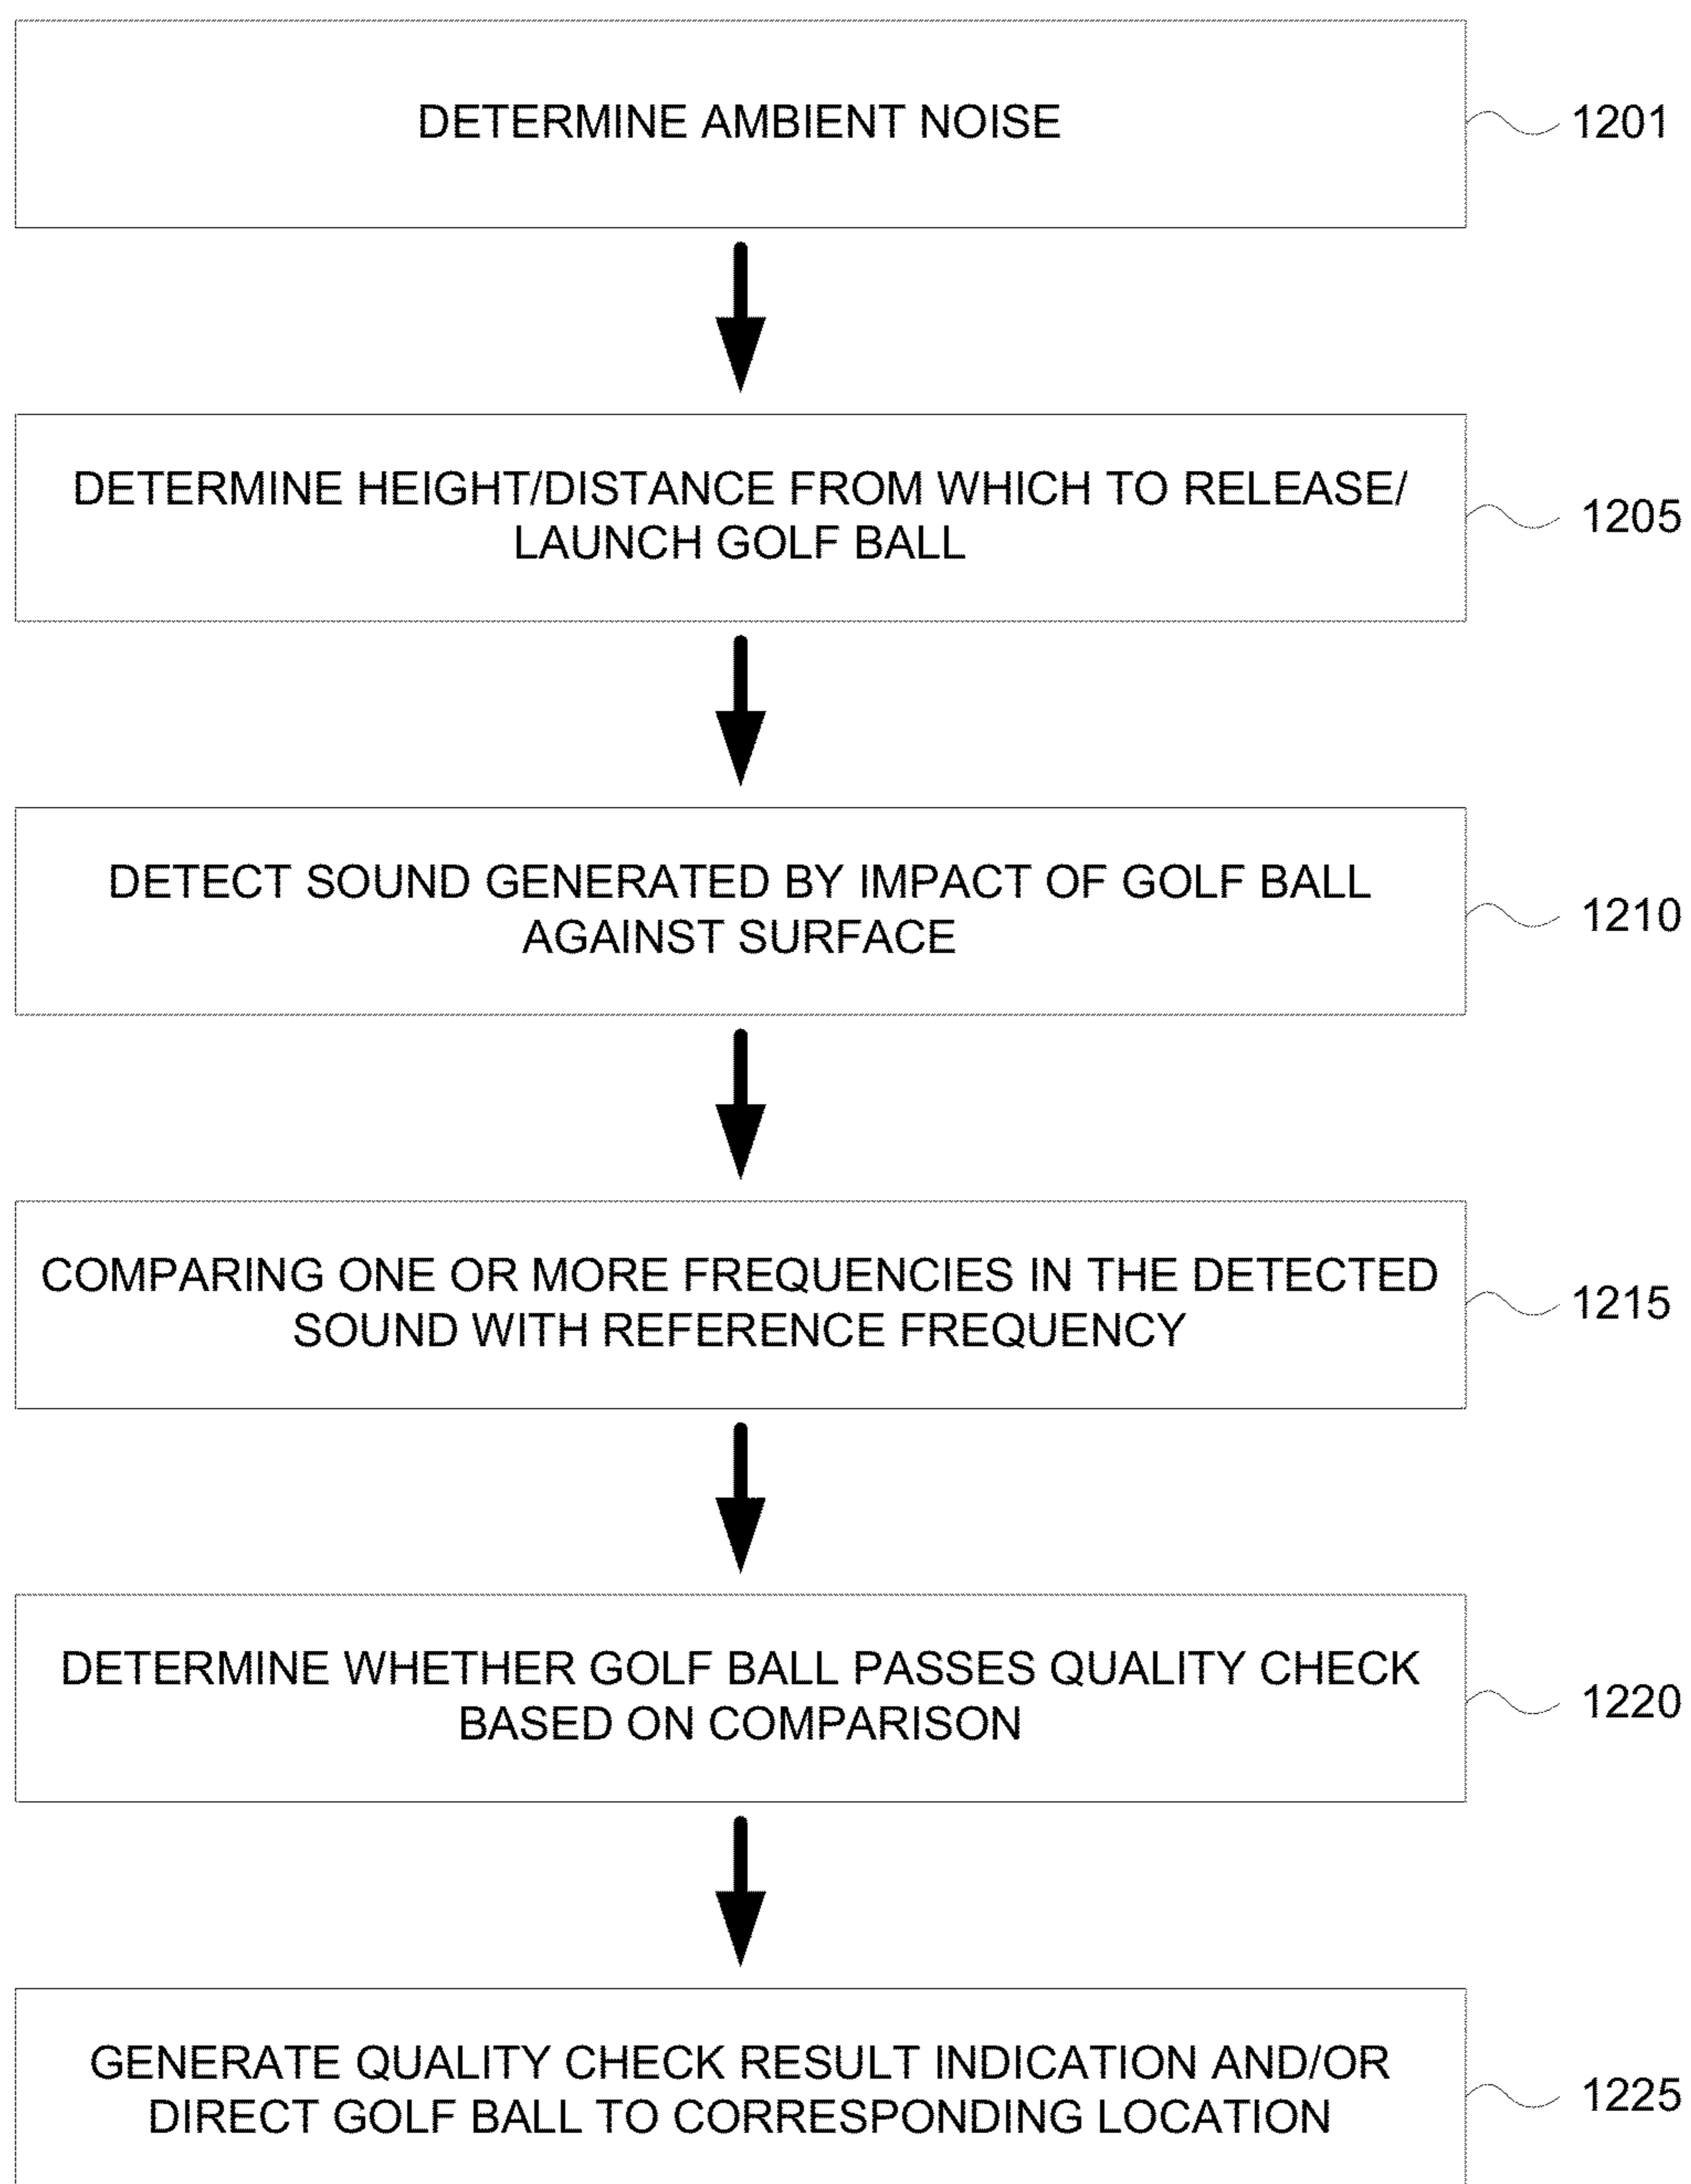 DETERMINE AMBIENT NOISE
1201
DETERMINE HEIGHT/DISTANCE FROM WHICH TO RELEASE/
LAUNCH GOLF BALL
1205
DETECT SOUND GENERATED BY IMPACT OF GOLF BALL
AGAINST SURFACE
1210
COMPARING ONE OR MORE FREQUENCIES IN THE DETECTED
SOUND WITH REFERENCE FREQUENCY
1215
DETERMINE WHETHER GOLF BALL PASSES QUALITY CHECK
BASED ON COMPARISON
1220
GENERATE QUALITY CHECK RESULT INDICATION AND/OR
DIRECT GOLF BALL TO CORRESPONDING LOCATION
1225